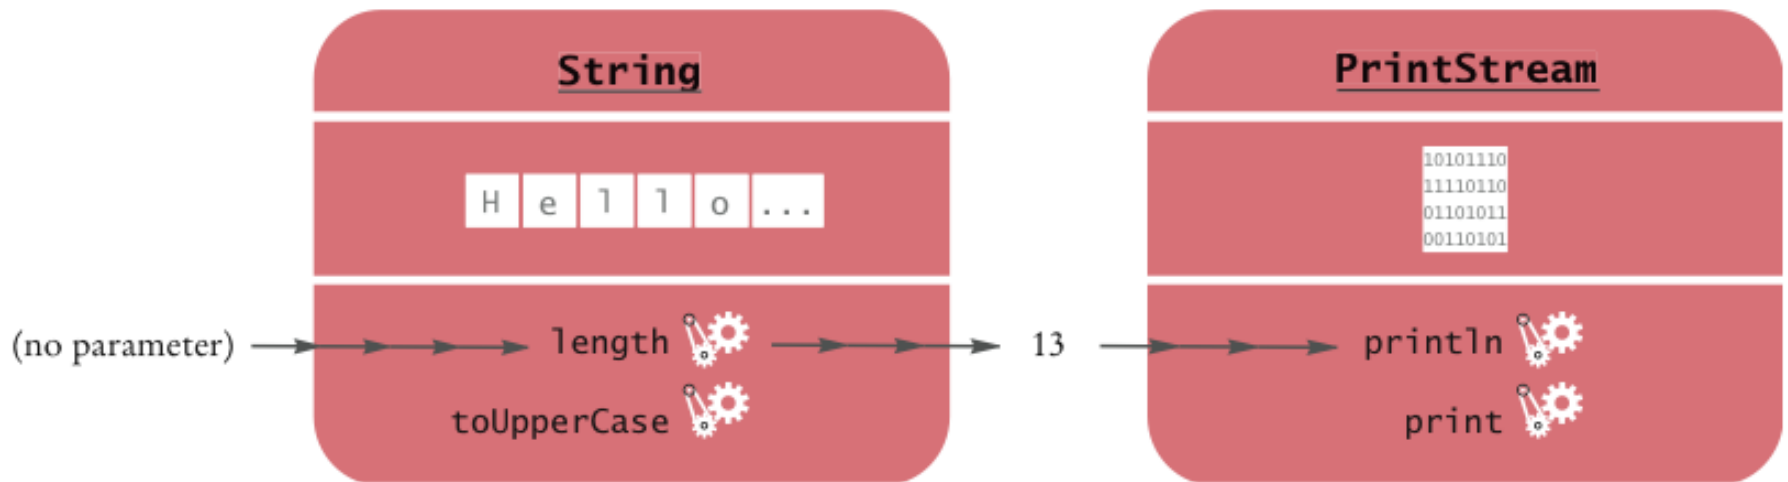 String
PrintStream
H e l l o ...
10101110
11110110
01101011
00110101
(no parameter) length 13 println
toUpperCase print